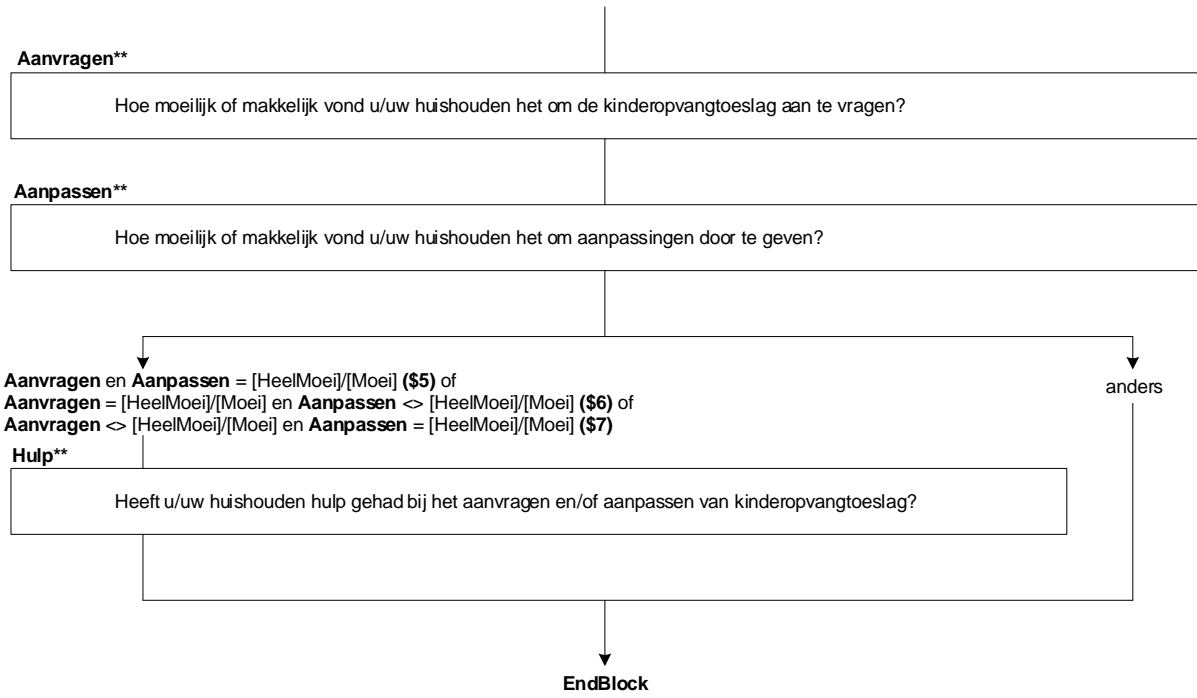 Aanvragen**
Hoe moeilijk of makkelijk vond u/uw huishouden het om de kinderopvangtoeslag aan te vragen?
Aanpassen**
Hoe moeilijk of makkelijk vond u/uw huishouden het om aanpassingen door te geven?
Aanvragen en Aanpassen = [HeelMoei]/[Moei] ($5) of
Aanvragen = [HeelMoei]/[Moei] en Aanpassen <> [HeelMoei]/[Moei] ($6) of
Aanvragen <> [HeelMoei]/[Moei] en Aanpassen = [HeelMoei]/[Moei] ($7)
anders
Hulp**
Heeft u/uw huishouden hulp gehad bij het aanvragen en/of aanpassen van kinderopvangtoeslag?
EndBlock